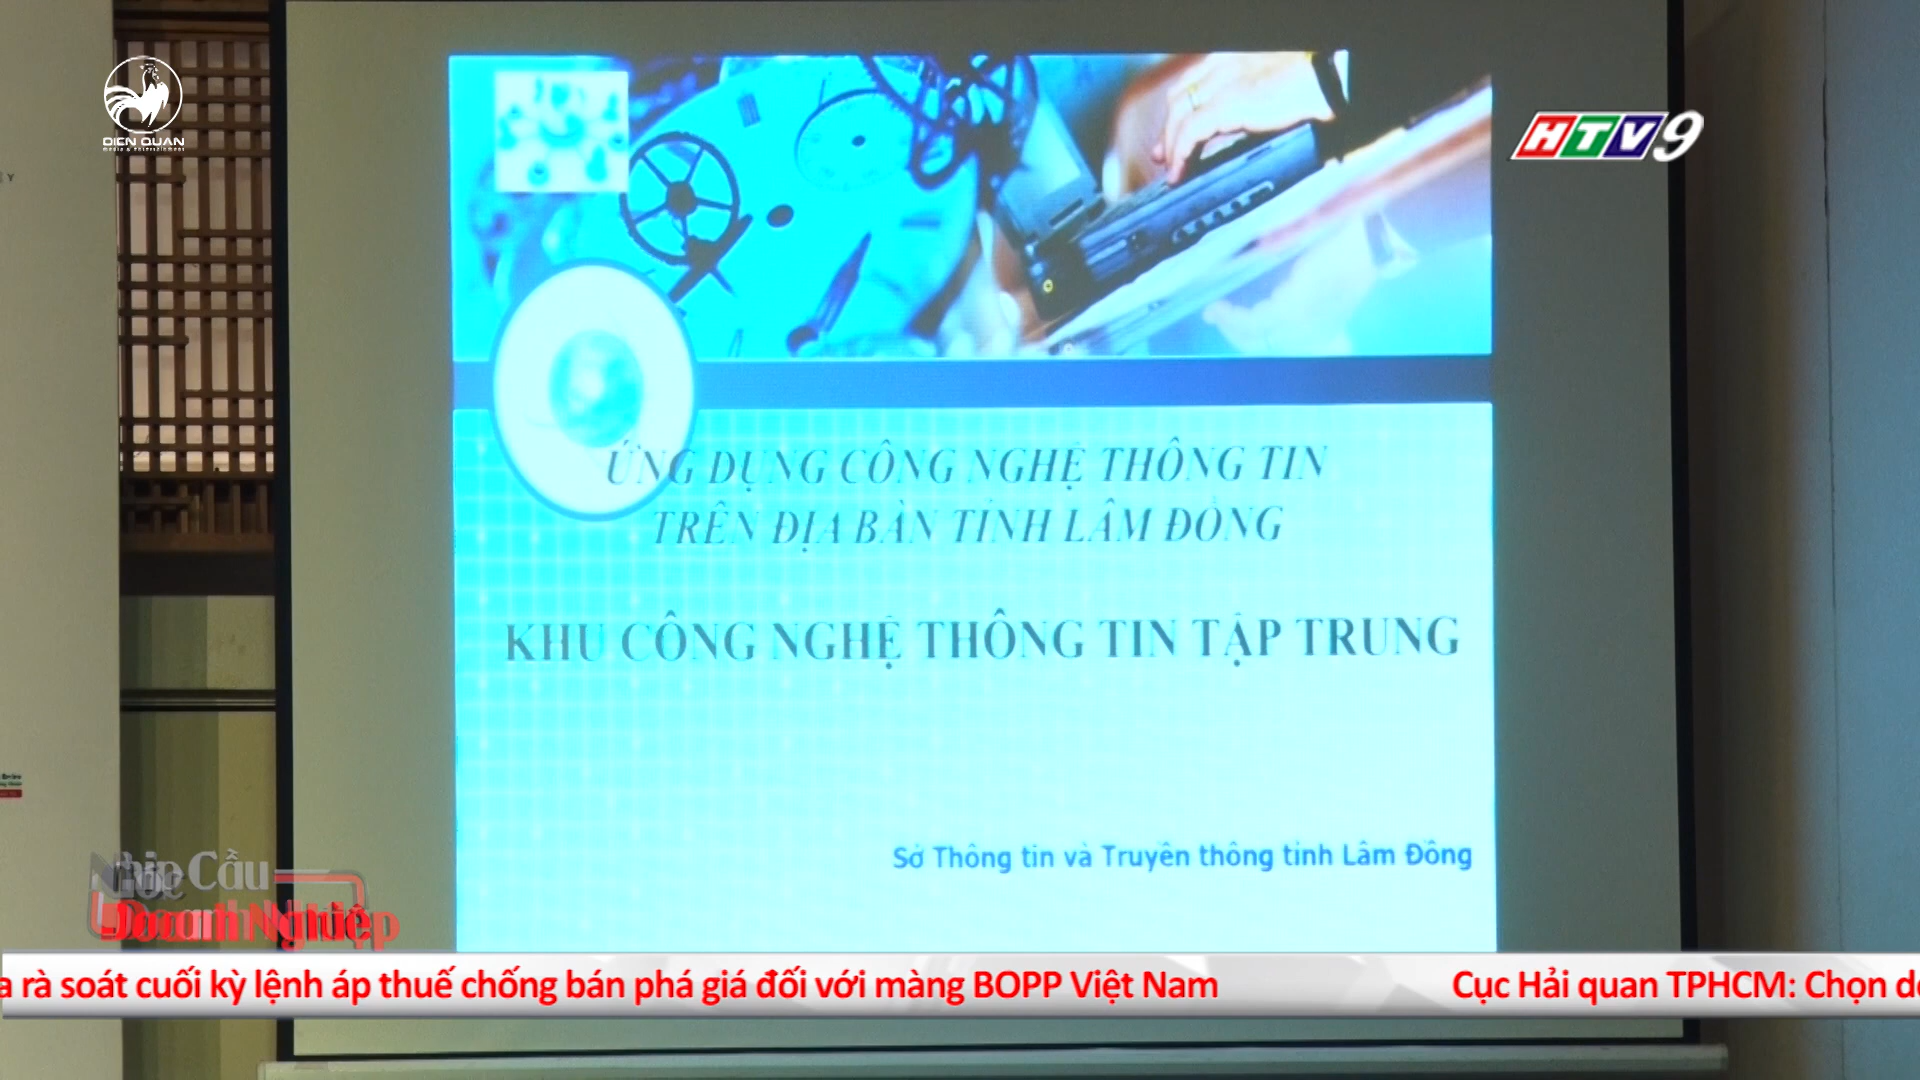 DIEN QUAN
HTV9
ỨNG DỤNG CÔNG NGHỆ THÔNG TIN
TRÊN ĐỊA BÀN TỈNH LÂM ĐỒNG
KHU CÔNG NGHỆ THÔNG TIN TẬP TRUNG
Sở Thông tin và Truyền thông tỉnh Lâm Đồng
Nhịp Cầu
Doanh Nghiệp
a rà soát cuối kỳ lệnh áp thuế chống bán phá giá đối với màng BOPP Việt Nam
Cục Hải quan TPHCM: Chọn